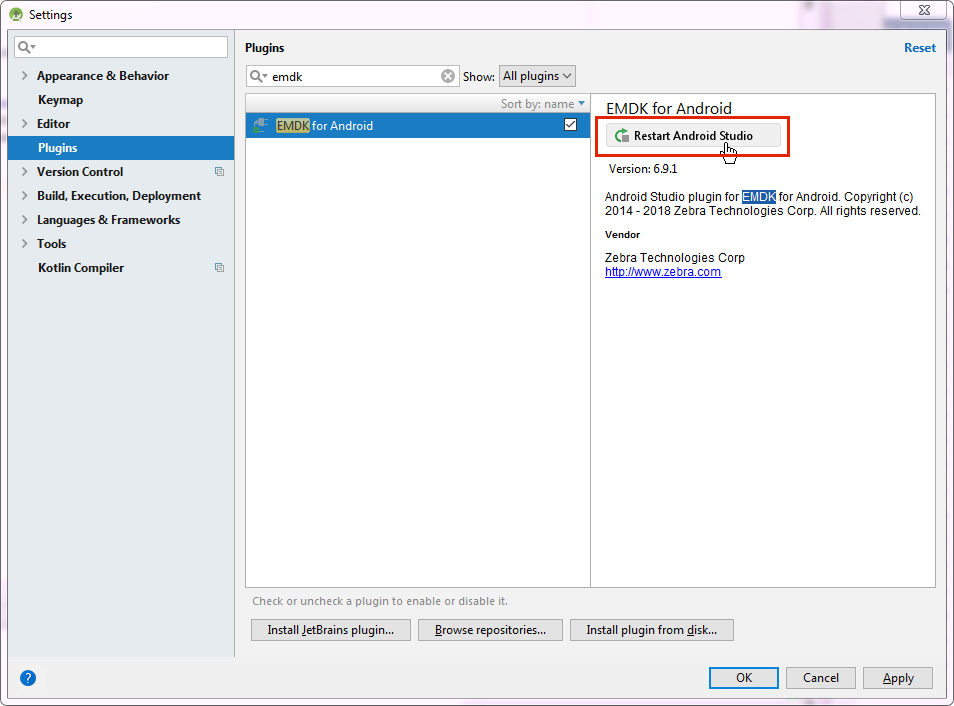 Settings
Appearance & Behavior
Keymap
Editor
Plugins
Version Control
Build, Execution, Deployment
Languages & Frameworks
Tools
Kotlin Compiler
Plugins
Reset
emdk
Show: All plugins
Sort by: name
EMDK for Android
EMDK for Android
Restart Android Studio
Version: 6.9.1
Android Studio plugin for EMDK for Android. Copyright (c)
2014 - 2018 Zebra Technologies Corp. All rights reserved.
Vendor
Zebra Technologies Corp
http://www.zebra.com
Check or uncheck a plugin to enable or disable it.
Install JetBrains plugin...
Browse repositories...
Install plugin from disk...
?
OK
Cancel
Apply